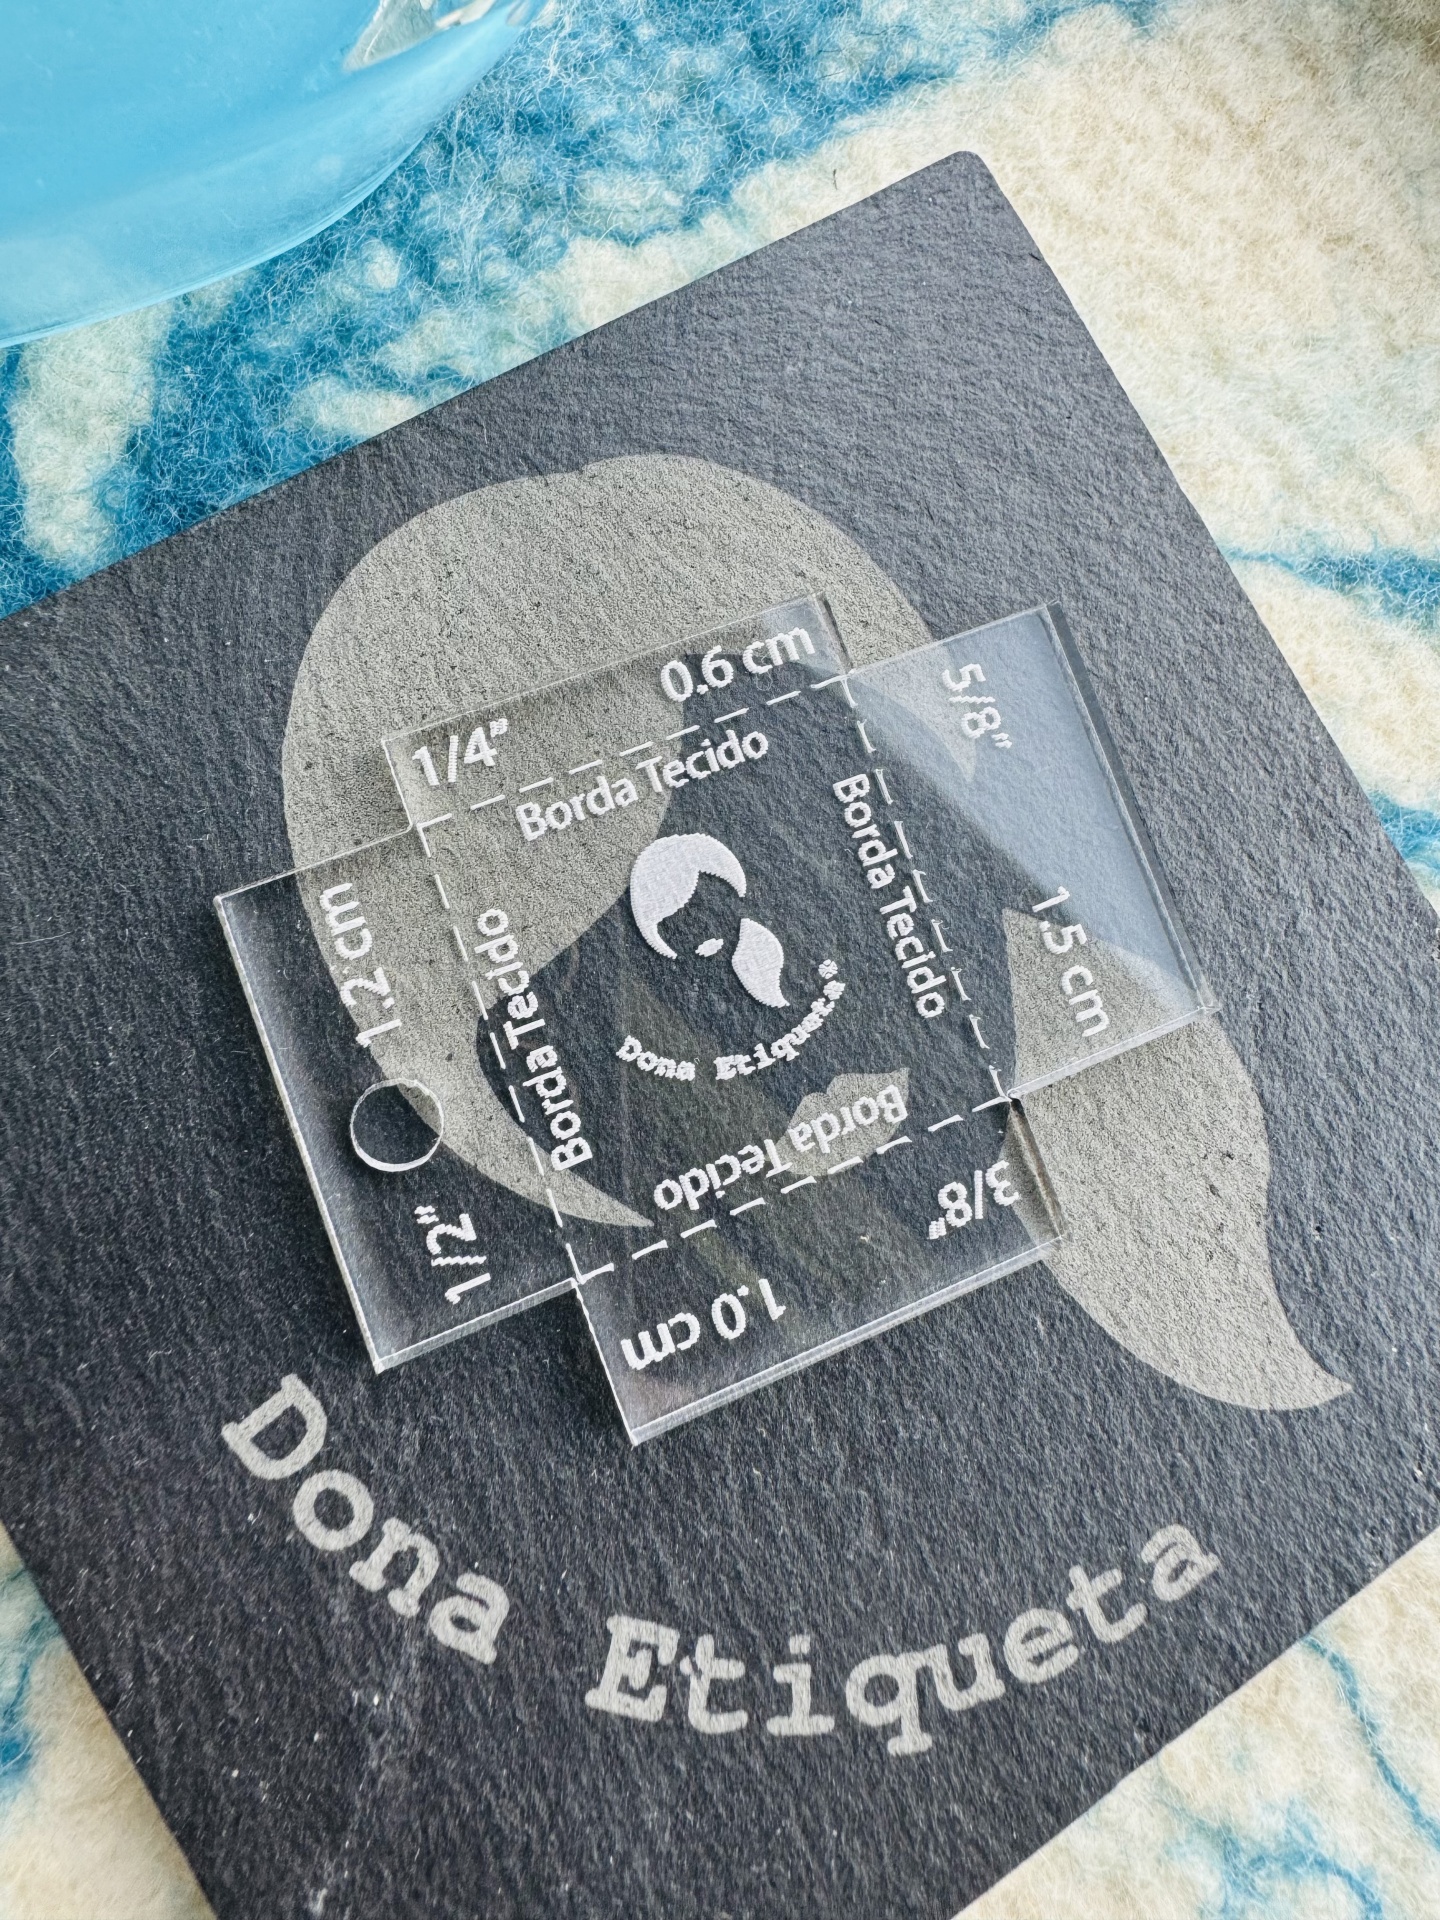 1/4" 0.6 cm
Borda Tecido
5/8" 1.5 cm
Borda Tecido
1.2 cm 1/2"
Borda Tecido
Dona Etiqueta®
Borda Tecido
3/8" 1.0 cm
Dona Etiqueta